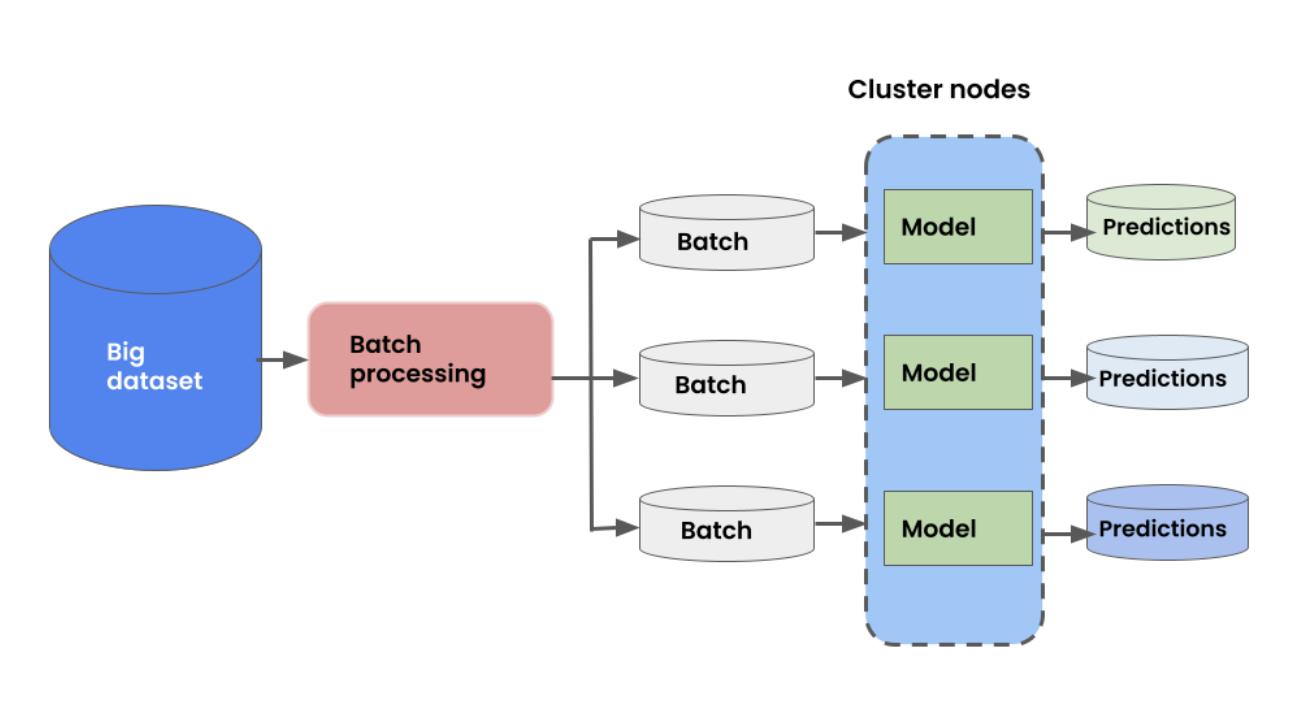 Cluster nodes
Big
dataset
Batch
processing
Batch
Model
Predictions
Batch
Model
Predictions
Batch
Model
Predictions